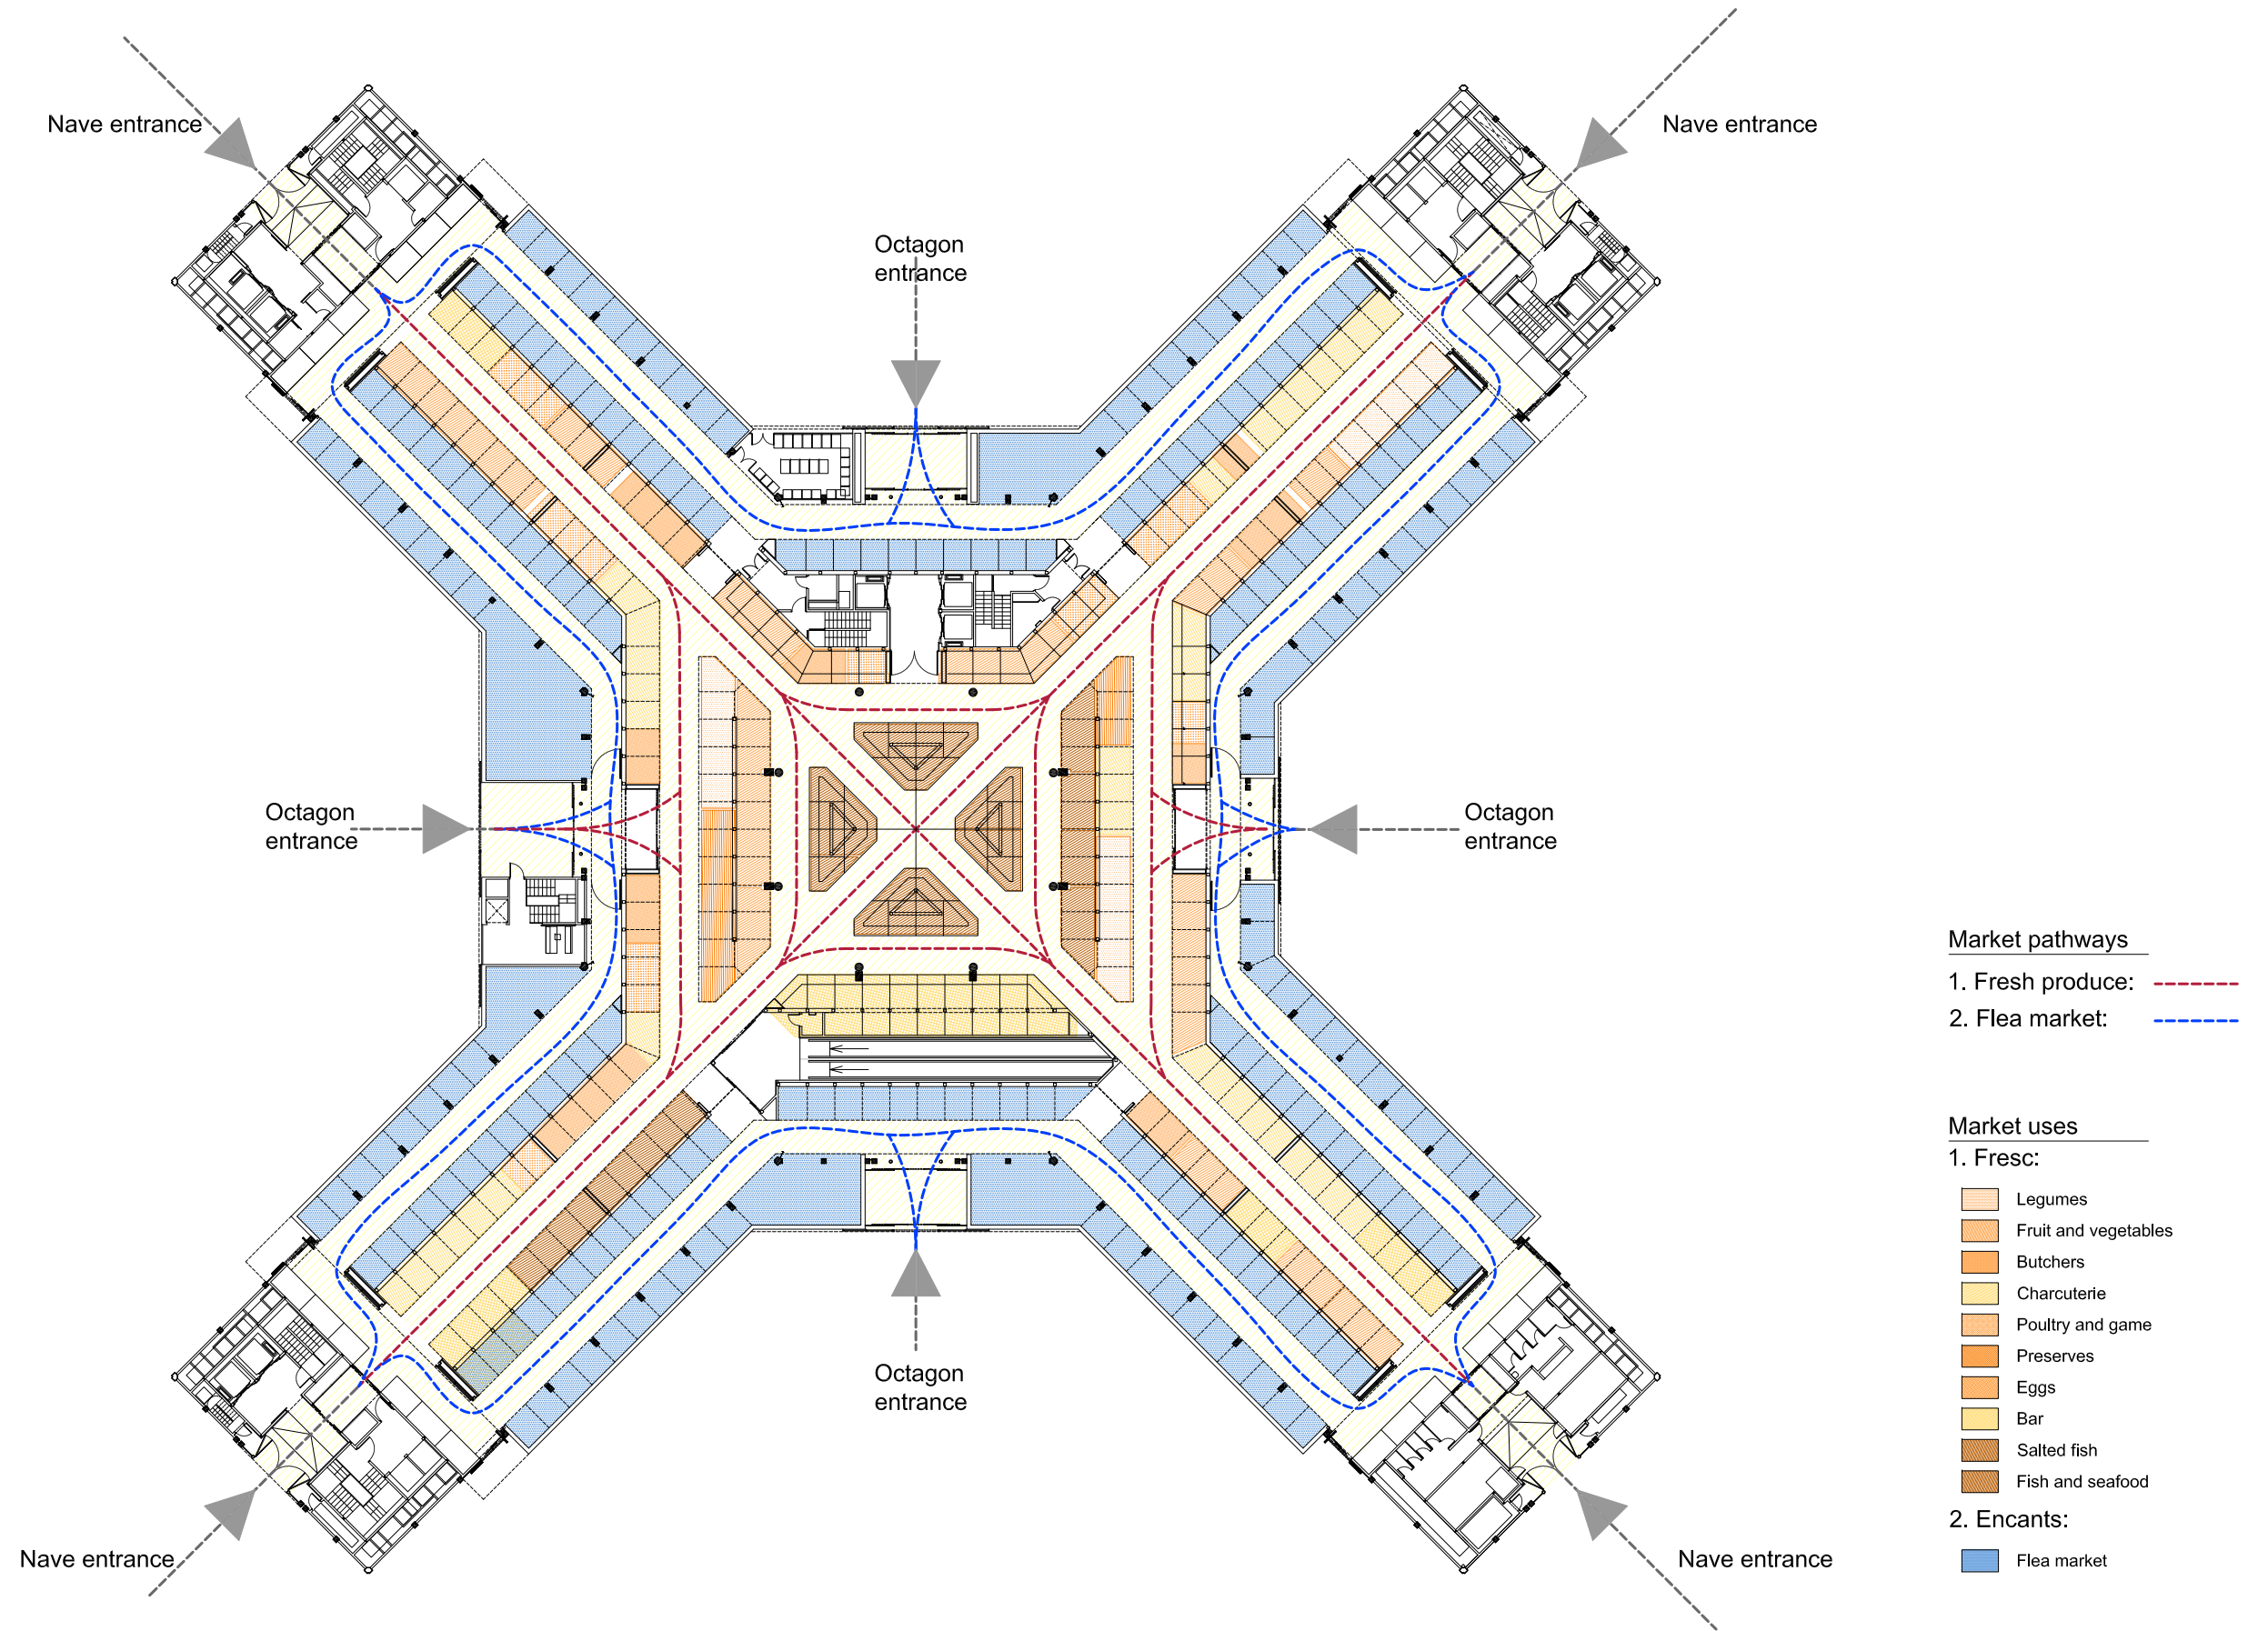 Nave entrance
Nave entrance
Octagon
entrance
Octagon
entrance
Octagon
entrance
Octagon
entrance
Nave entrance
Nave entrance
Market pathways
1. Fresh produce:
2. Flea market:
Market uses
1. Fresc:
Legumes
Fruit and vegetables
Butchers
Charcuterie
Poultry and game
Preserves
Eggs
Bar
Salted fish
Fish and seafood
2. Encants:
Flea market